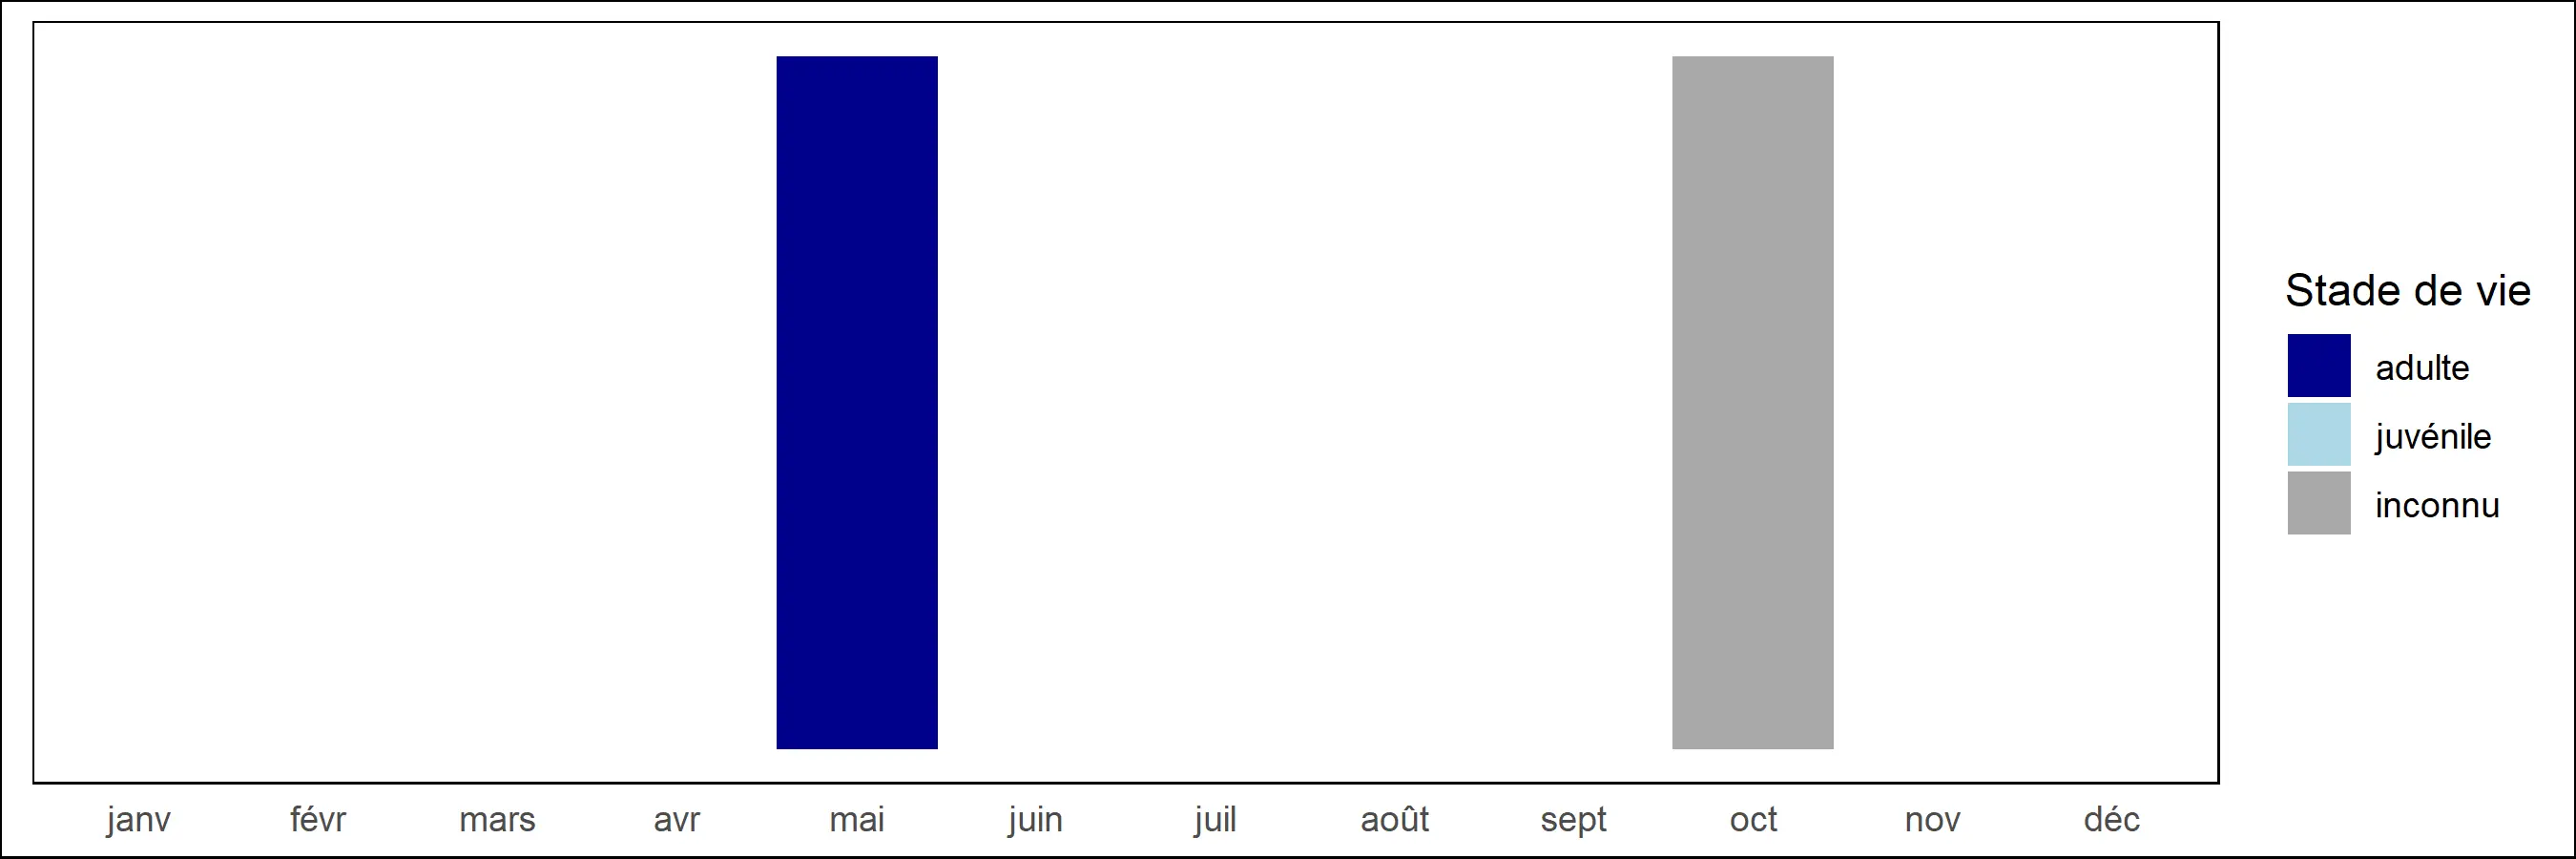 Stade de vie
adulte
juvénile
inconnu
janv févr mars avr mai juin juil août sept oct nov déc